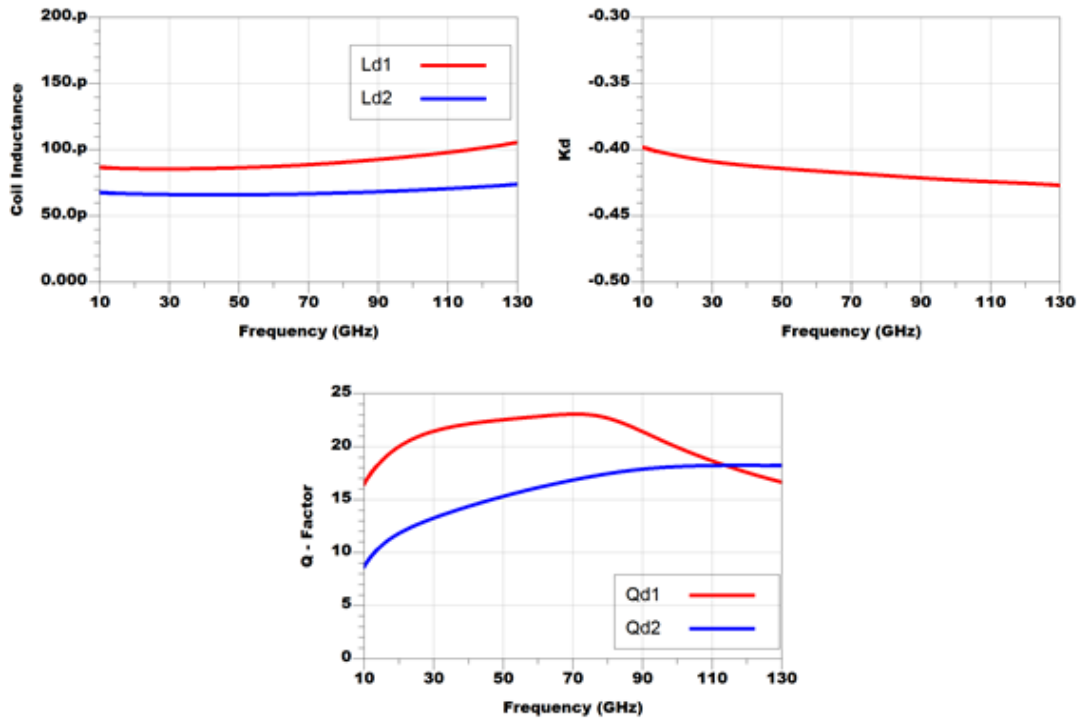 200.p
150.p
100.p
50.0p
0.000
Coil Inductance
Ld1
Ld2
10 30 50 70 90 110 130
Frequency (GHz)
-0.30
-0.35
-0.40
-0.45
-0.50
Kd
10 30 50 70 90 110 130
Frequency (GHz)
25
20
15
10
5
0
Q - Factor
Qd1
Qd2
10 30 50 70 90 110 130
Frequency (GHz)